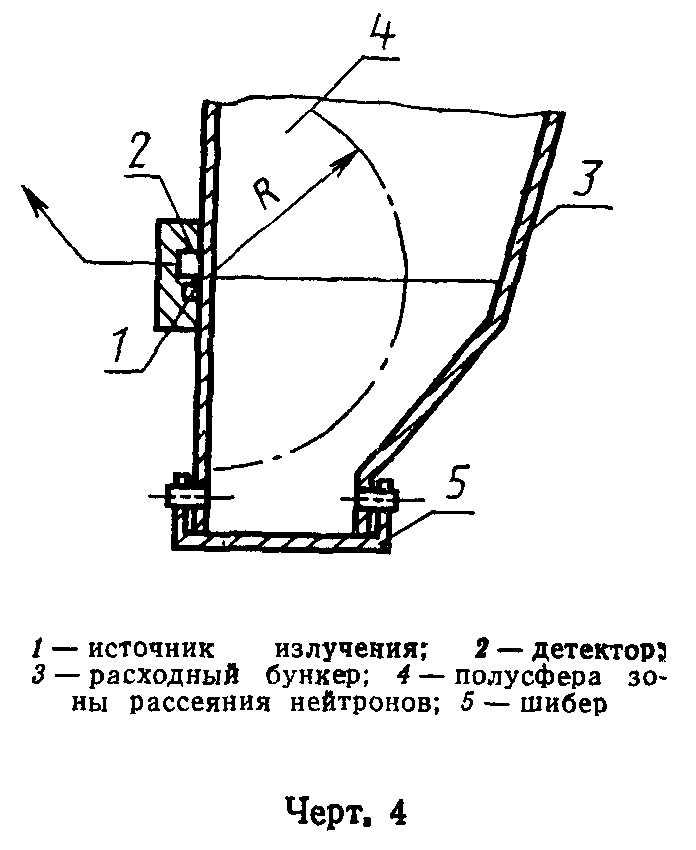 4
2
R
3
1
5
1 — источник излучения; 2 — детектор;
3 — расходный бункер; 4 — полусфера зо-
ны рассеяния нейтронов; 5 — шибер
Черт. 4